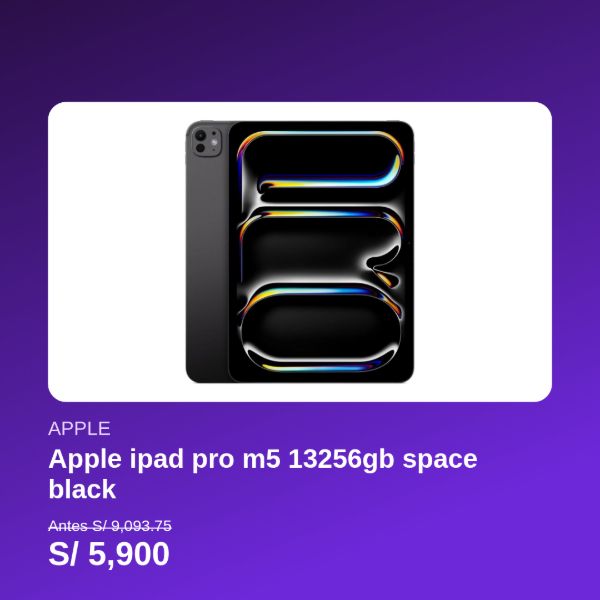 APPLE
Apple ipad pro m5 13256gb space
black
Antes S/ 9,093.75
S/ 5,900